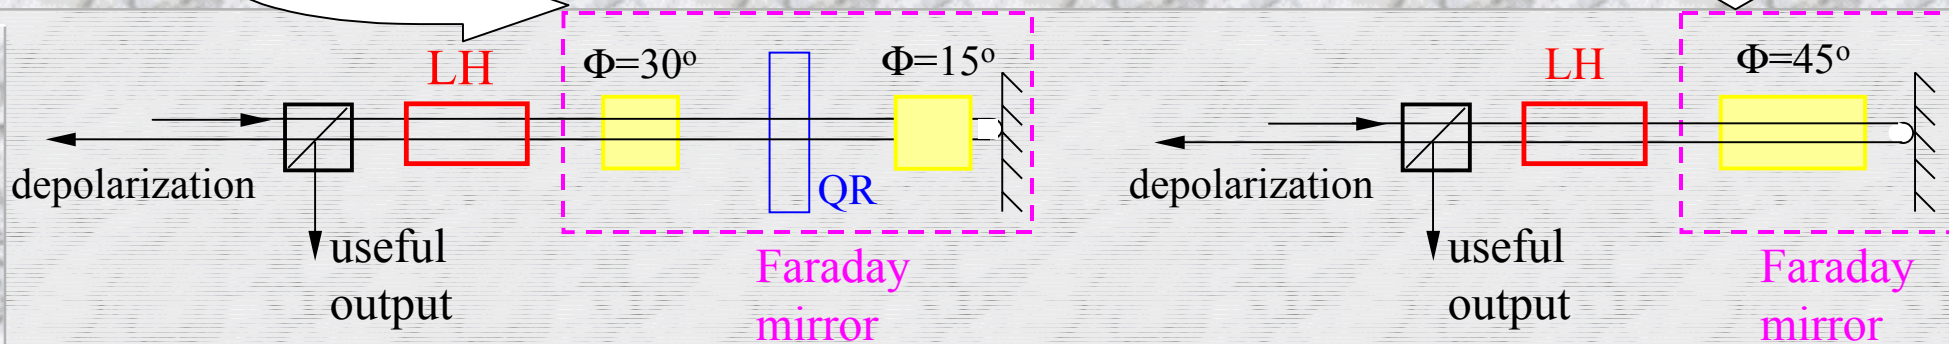 LH
Φ=30º
Φ=15º
QR
depolarization
useful
output
Faraday
mirror
LH
Φ=45º
depolarization
useful
output
Faraday
mirror